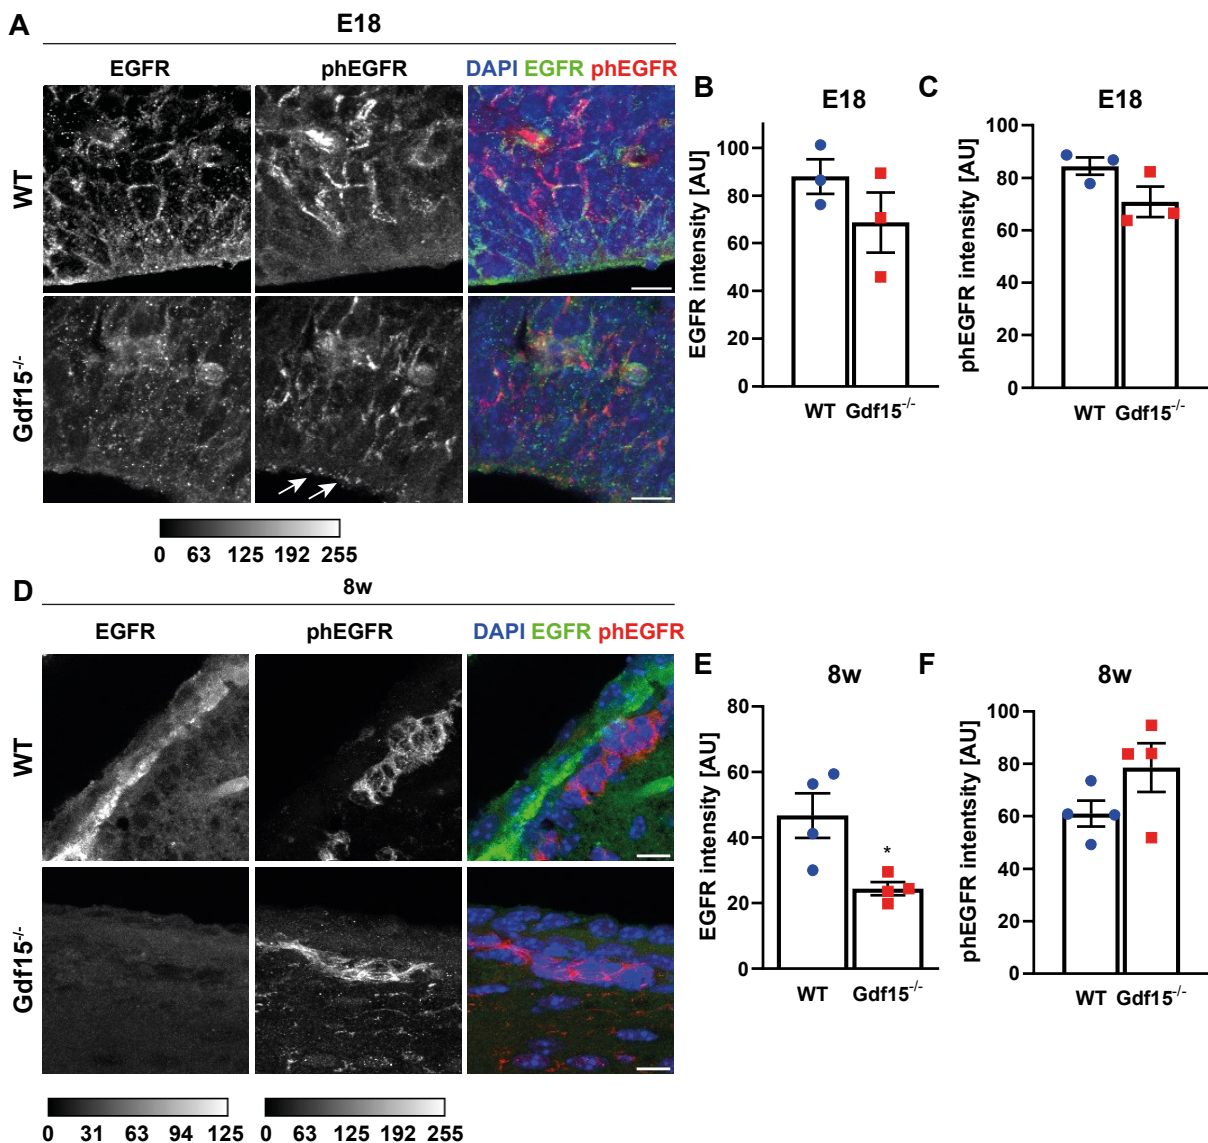 A
E18
EGFR
phEGFR
DAPI EGFR phEGFR
WT
Gdf15-/-
0 63 125 192 255
B
E18
EGFR intensity [AU]
100
80
60
40
20
0
WT Gdf15-/-
C
E18
phEGFR intensity [AU]
100
80
60
40
20
0
WT Gdf15-/-
D
8w
EGFR
phEGFR
DAPI EGFR phEGFR
WT
Gdf15-/-
0 31 63 94 125
0 63 125 192 255
E
8w
EGFR intensity [AU]
80
60
40
20
0
*
WT Gdf15-/-
F
8w
phEGFR intentsity [AU]
100
80
60
40
20
0
WT Gdf15-/-